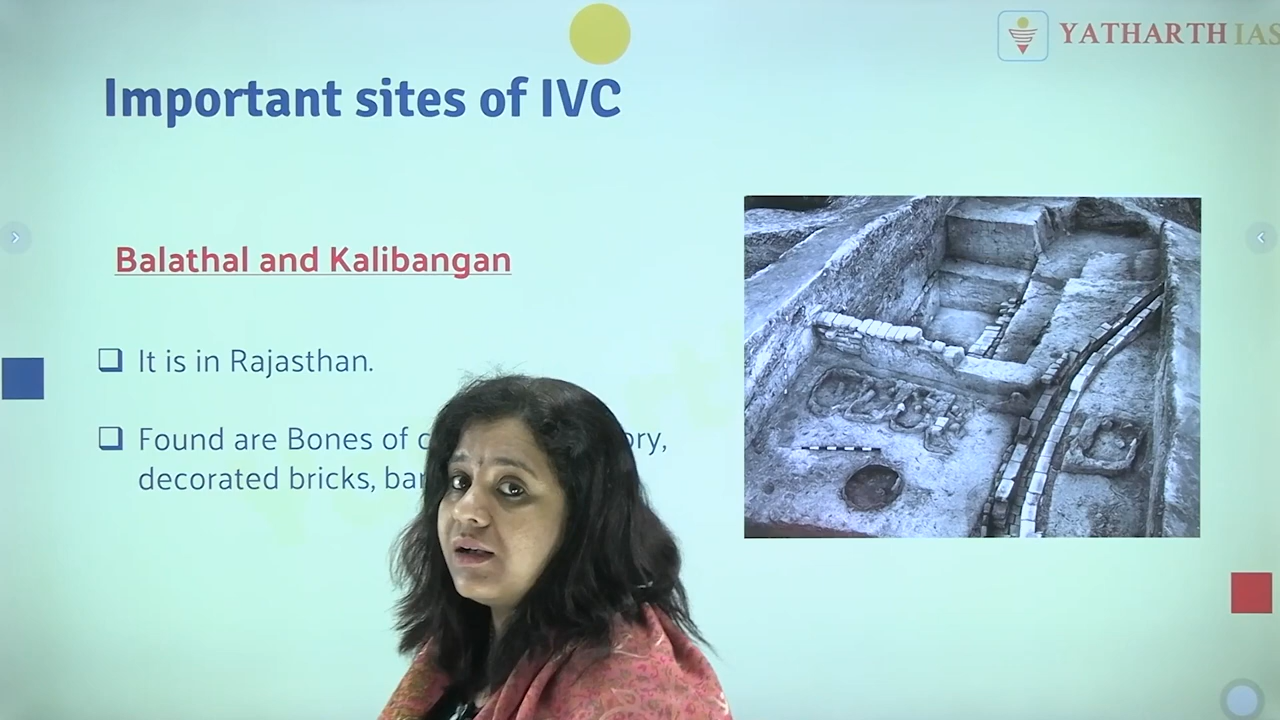 YATHARTH IAS
Important sites of IVC
Balathal and Kalibangan
It is in Rajasthan.
Found are Bones of
decorated bricks,